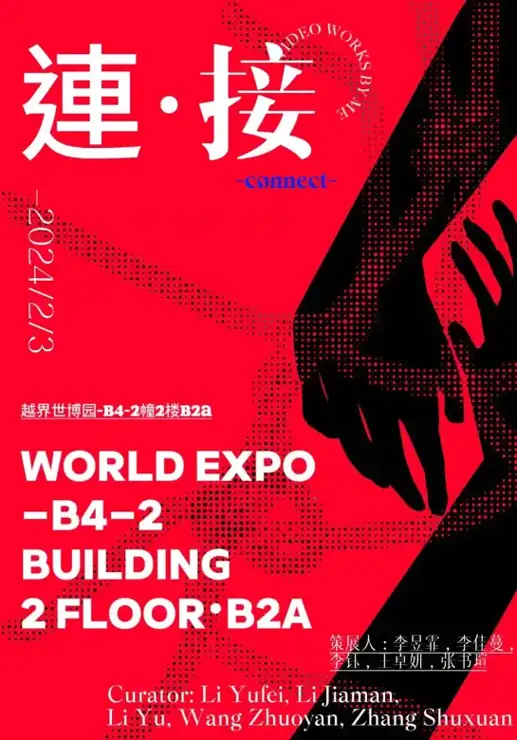 連·接
VIDEO WORKS BY ME
-connect-
-2024/2/3
越界世博园-B4-2幢2楼B2a
WORLD EXPO
-B4-2
BUILDING
2 FLOOR·B2A
策展人：李昱霏，李佳蔓，
李钰，王卓妍，张书瑄
Curator: Li Yufei, Li Jiaman,
Li Yu, Wang Zhuoyan, Zhang Shuxuan